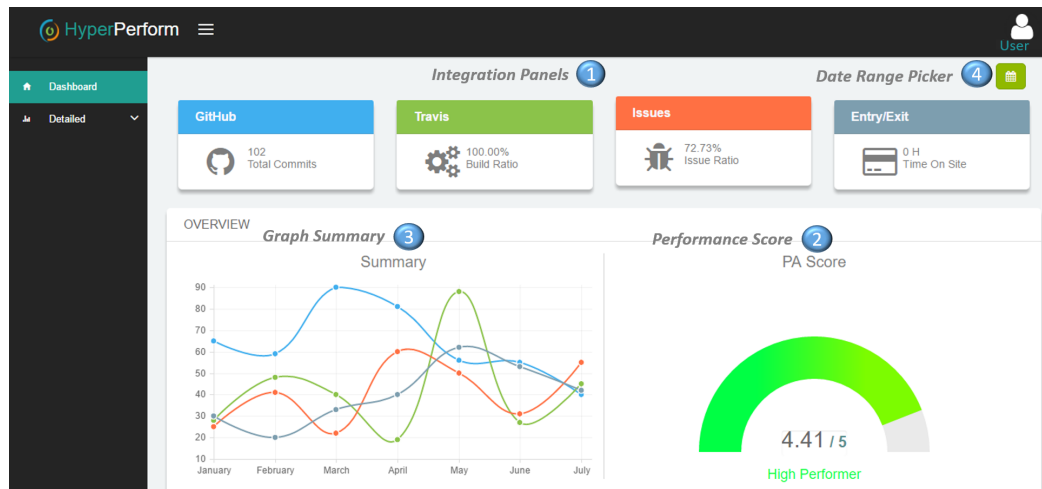 HyperPerform
User
Dashboard
Detailed
Integration Panels 1
Date Range Picker 4
GitHub
102
Total Commits
Travis
100.00%
Build Ratio
Issues
72.73%
Issue Ratio
Entry/Exit
0 H
Time On Site
OVERVIEW
Graph Summary 3
Performance Score 2
Summary
90
80
70
60
50
40
30
20
10
January February March April May June July
PA Score
4.41 / 5
High Performer